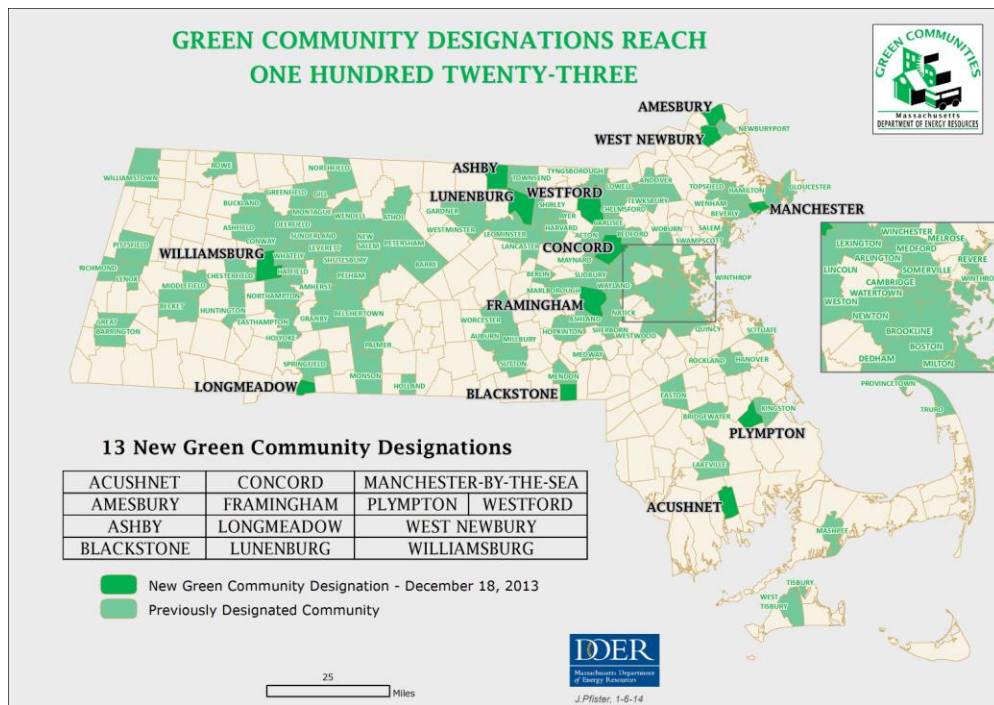 GREEN COMMUNITY DESIGNATIONS REACH
ONE HUNDRED TWENTY-THREE
GREEN COMMUNITIES
Massachusetts
DEPARTMENT OF ENERGY RESOURCES
AMESBURY
WEST NEWBURY
NEWBURYPORT
ASHBY
LUNENBURG
WESTFORD
MANCHESTER
CONCORD
WILLIAMSBURG
FRAMINGHAM
LONGMEADOW
BLACKSTONE
PLYMPTON
ACUSHNET
WILLIAMSTOWN
ROWE
NORTHFIELD
GREENFIELD
GILL
BUCKLAND
MONTAGUE
WENDELL
ATHOL
ASHFIELD
DEERFIELD
SUNDERLAND
NEW
SALEM
CONWAY
LEVERETT
PETERSHAM
WHATELY
SHUTESBURY
PITTSFIELD
HATFIELD
PELHAM
BARRE
RICHMOND
LENOX
CHESTERFIELD
AMHERST
MIDDLEFIELD
NORTHAMPTON
BECKET
HUNTINGTON
EASTHAMPTON
GRANBY
BELCHERTOWN
GREAT
BARRINGTON
HOLYOKE
PALMER
SPRINGFIELD
MONSON
HOLLAND
TOWNSEND
TYNGSBOROUGH
LOWELL
ANDOVER
TOPSFIELD
HAMILTON
GLOUCESTER
GARDNER
SHIRLEY
CHELMSFORD
TEWKSBURY
WENHAM
BEVERLY
WESTMINSTER
LEOMINSTER
AYER
HARVARD
CARLISLE
ACTON
BEDFORD
WOBURN
SALEM
SWAMPSCOTT
LANCASTER
MAYNARD
BERLIN
SUDBURY
MARLBOROUGH
WAYLAND
WINTHROP
WORCESTER
ASHLAND
NATICK
AUBURN
MILLBURY
HOPKINTON
SHERBORN
WESTWOOD
QUINCY
SCITUATE
SUTTON
MEDWAY
MENDON
ROCKLAND
HANOVER
EASTON
BRIDGEWATER
KINGSTON
LAKEVILLE
MASHPEE
TISBURY
WEST
TISBURY
PROVINCETOWN
TRURO
WINCHESTER
LEXINGTON
MELROSE
MEDFORD
ARLINGTON
REVERE
LINCOLN
SOMERVILLE
CAMBRIDGE
WINTHROP
WATERTOWN
WESTON
NEWTON
BROOKLINE
BOSTON
DEDHAM
MILTON
13 New Green Community Designations
ACUSHNET CONCORD MANCHESTER-BY-THE-SEA
AMESBURY FRAMINGHAM PLYMPTON WESTFORD
ASHBY LONGMEADOW WEST NEWBURY
BLACKSTONE LUNENBURG WILLIAMSBURG
New Green Community Designation - December 18, 2013
Previously Designated Community
25
Miles
DOER
Massachusetts Department
of Energy Resources
J.Pfister, 1-6-14